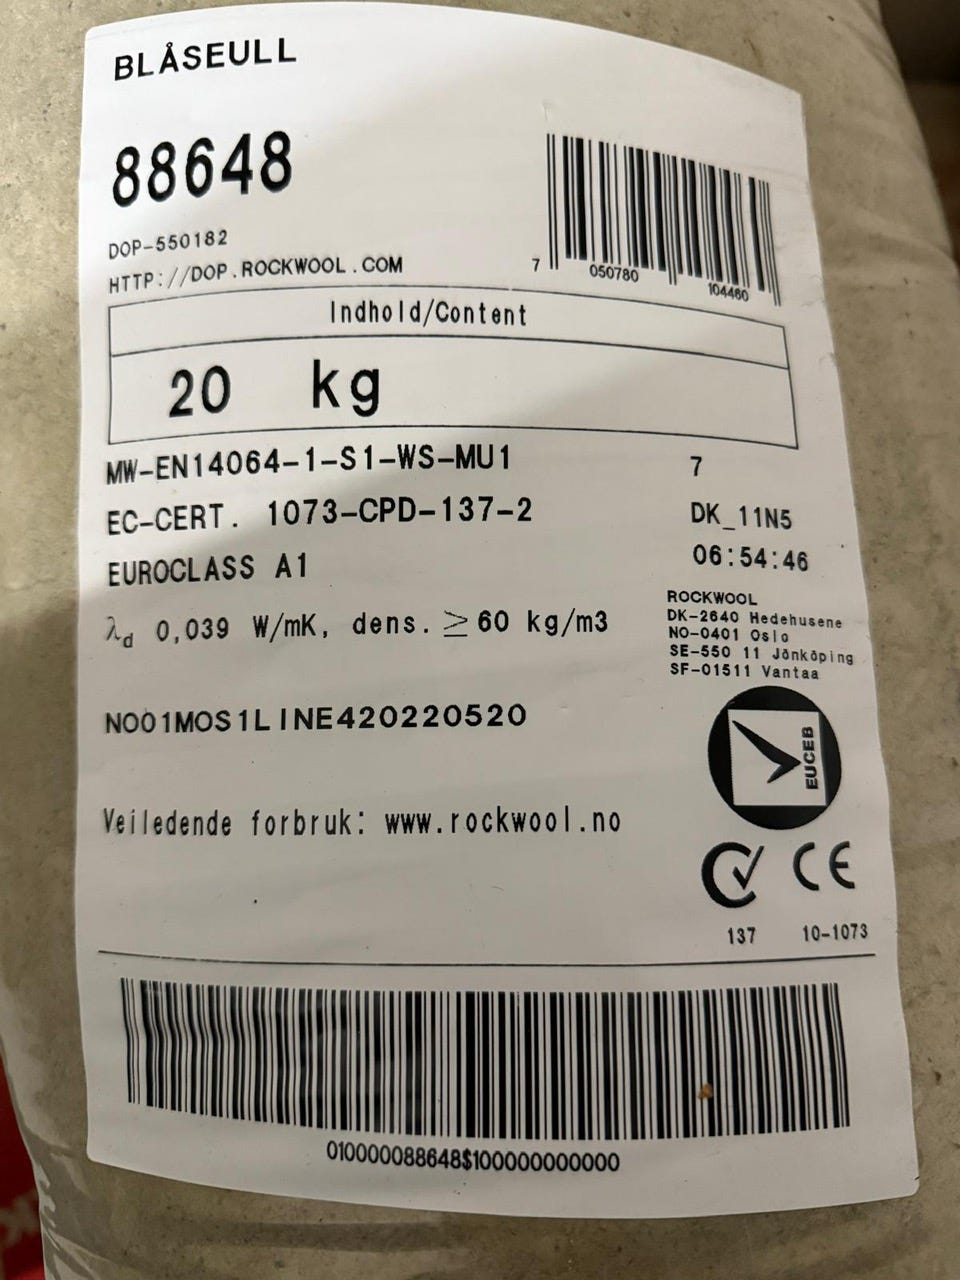 BLÅSEULL
88648
DOP-550182
HTTP://DOP.ROCKWOOL.COM
7 050780 104460
Indhold/Content
20 kg
MW-EN14064-1-S1-WS-MU1
7
EC-CERT. 1073-CPD-137-2
DK_11N5
EUROCLASS A1
06:54:46
λd 0,039 W/mK, dens. ≥60 kg/m3
ROCKWOOL
DK-2640 Hedehusene
NO-0401 Oslo
SE-550 11 Jönköping
SF-01511 Vantaa
NO01MOS1LINE420220520
EUCEB
Veiledende forbruk: www.rockwool.no
CE
137 10-1073
010000088648$100000000000